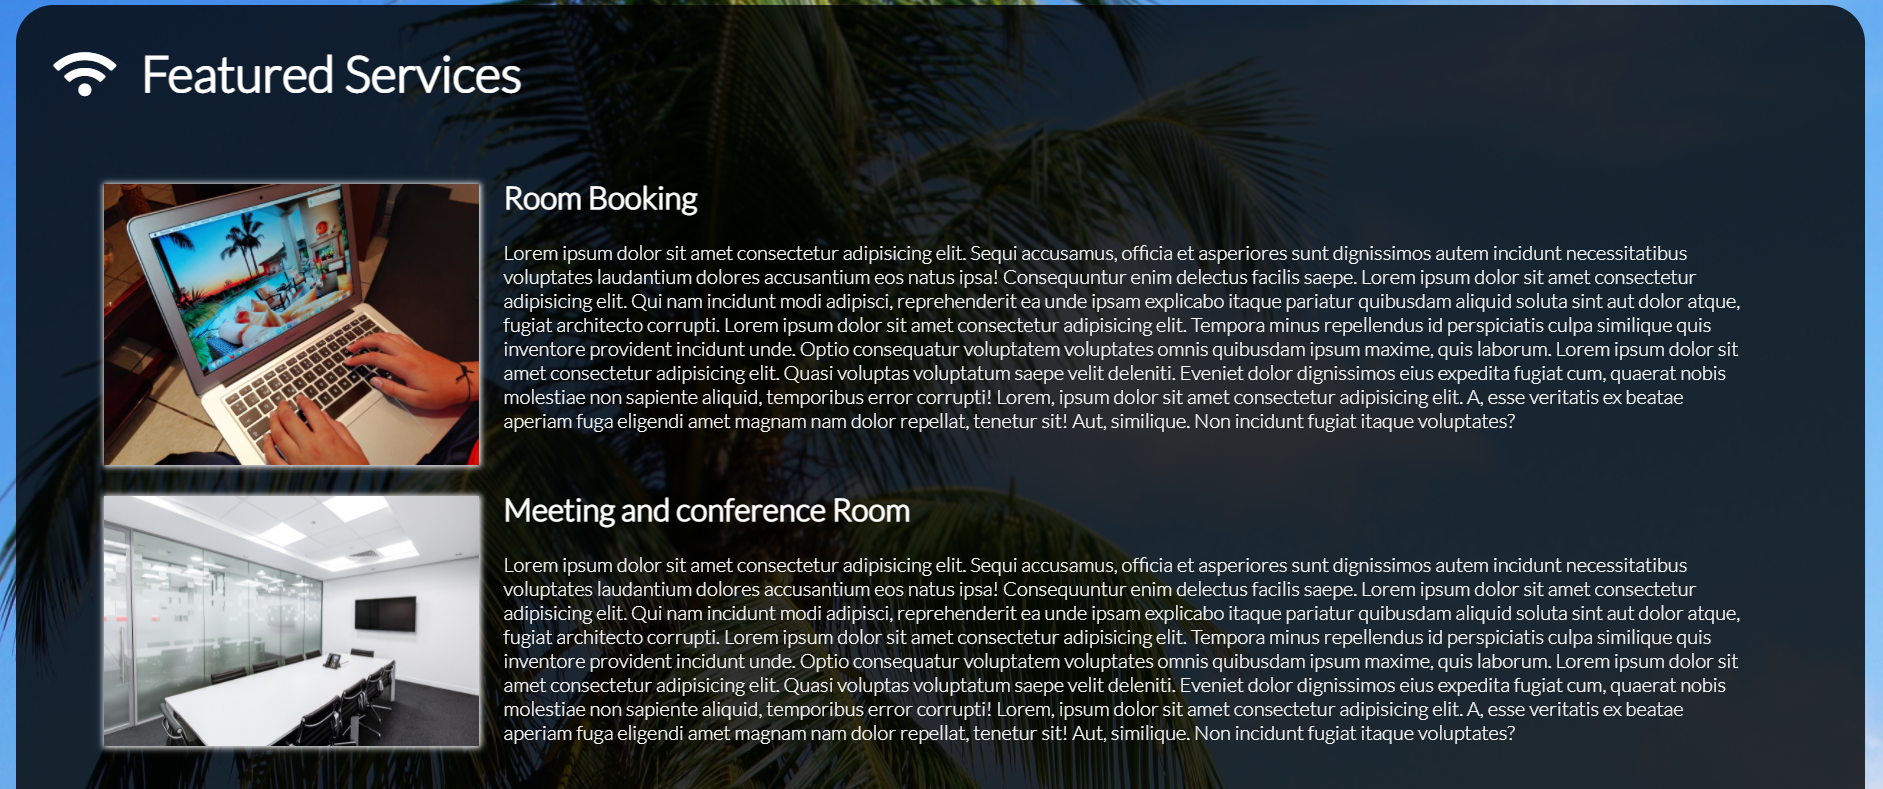 Featured Services
Room Booking
Lorem ipsum dolor sit amet consectetur adipisicing elit. Sequi accusamus, officia et asperiores sunt dignissimos autem incidunt necessitatibus
voluptates laudantium dolores accusantium eos natus ipsa! Consequuntur enim delectus facilis saepe. Lorem ipsum dolor sit amet consectetur
adipisicing elit. Qui nam incidunt modi adipisci, reprehenderit ea unde ipsam explicabo itaque pariatur quibusdam aliquid soluta sint aut dolor atque,
fugiat architecto corrupti. Lorem ipsum dolor sit amet consectetur adipisicing elit. Tempora minus repellendus id perspiciatis culpa similique quis
inventore provident incidunt unde. Optio consequatur voluptatem voluptates omnis quibusdam ipsum maxime, quis laborum. Lorem ipsum dolor sit
amet consectetur adipisicing elit. Quasi voluptas voluptatum saepe velit deleniti. Eveniet dolor dignissimos eius expedita fugiat cum, quaerat nobis
molestiae non sapiente aliquid, temporibus error corrupti! Lorem, ipsum dolor sit amet consectetur adipisicing elit. A, esse veritatis ex beatae
aperiam fuga eligendi amet magnam nam dolor repellat, tenetur sit! Aut, similique. Non incidunt fugiat itaque voluptates?
Meeting and conference Room
Lorem ipsum dolor sit amet consectetur adipisicing elit. Sequi accusamus, officia et asperiores sunt dignissimos autem incidunt necessitatibus
voluptates laudantium dolores accusantium eos natus ipsa! Consequuntur enim delectus facilis saepe. Lorem ipsum dolor sit amet consectetur
adipisicing elit. Qui nam incidunt modi adipisci, reprehenderit ea unde ipsam explicabo itaque pariatur quibusdam aliquid soluta sint aut dolor atque,
fugiat architecto corrupti. Lorem ipsum dolor sit amet consectetur adipisicing elit. Tempora minus repellendus id perspiciatis culpa similique quis
inventore provident incidunt unde. Optio consequatur voluptatem voluptates omnis quibusdam ipsum maxime, quis laborum. Lorem ipsum dolor sit
amet consectetur adipisicing elit. Quasi voluptas voluptatum saepe velit deleniti. Eveniet dolor dignissimos eius expedita fugiat cum, quaerat nobis
molestiae non sapiente aliquid, temporibus error corrupti! Lorem, ipsum dolor sit amet consectetur adipisicing elit. A, esse veritatis ex beatae
aperiam fuga eligendi amet magnam nam dolor repellat, tenetur sit! Aut, similique. Non incidunt fugiat itaque voluptates?